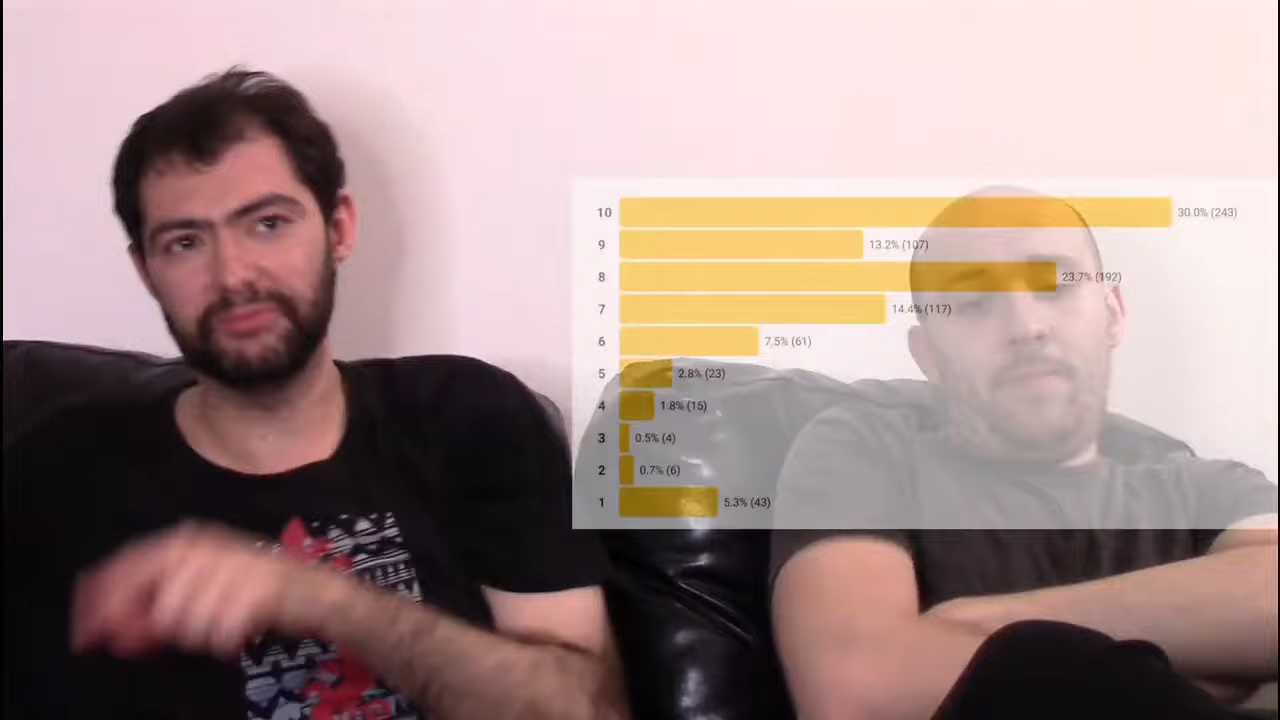 10 30.0% (243)
9 13.2% (107)
8 23.7% (192)
7 14.4% (117)
6 7.5% (61)
5 2.8% (23)
4 1.8% (15)
3 0.5% (4)
2 0.7% (6)
1 5.3% (43)